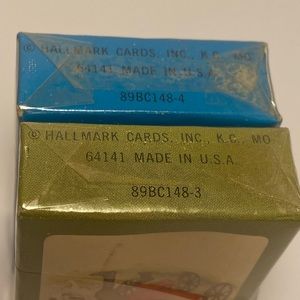 © HALLMARK CARDS, INC., K.C., MO.
64141 MADE IN U.S.A.
89BC148-4
© HALLMARK CARDS, INC., K.C., MO.
64141 MADE IN U.S.A.
89BC148-3